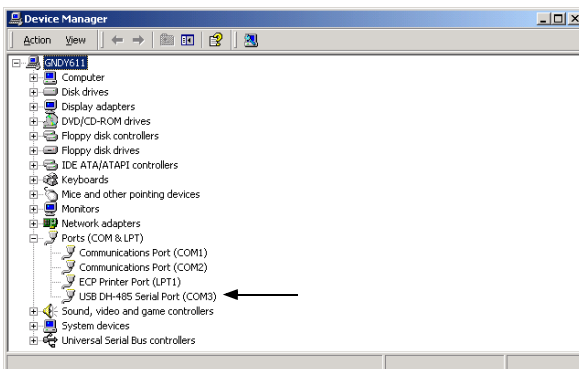 Device Manager
Action View
GNDY611
Computer
Disk drives
Display adapters
DVD/CD-ROM drives
Floppy disk controllers
Floppy disk drives
IDE ATA/ATAPI controllers
Keyboards
Mice and other pointing devices
Monitors
Network adapters
Ports (COM & LPT)
Communications Port (COM1)
Communications Port (COM2)
ECP Printer Port (LPT1)
USB DH-485 Serial Port (COM3)
Sound, video and game controllers
System devices
Universal Serial Bus controllers